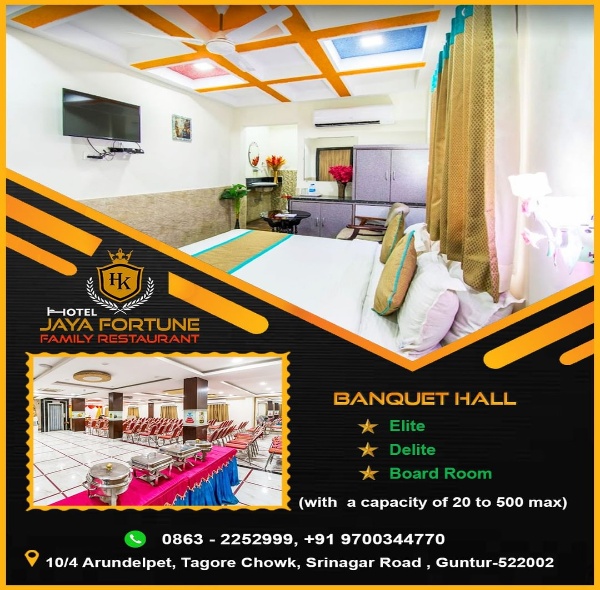 HK
HOTEL
JAYA FORTUNE
FAMILY RESTAURANT
BANQUET HALL
Elite
Delite
Board Room
(with a capacity of 20 to 500 max)
0863 - 2252999, +91 9700344770
10/4 Arundelpet, Tagore Chowk, Srinagar Road , Guntur-522002